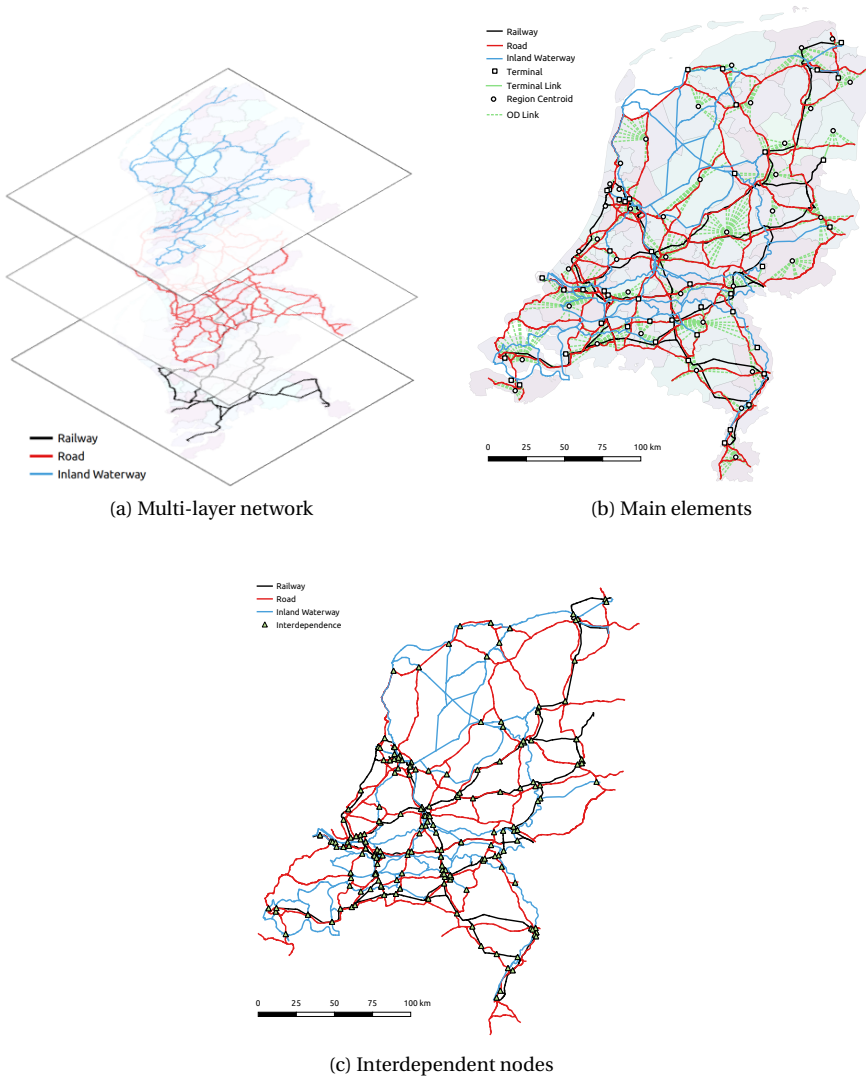 Railway
Road
Inland Waterway
(a) Multi-layer network
Railway
Road
Inland Waterway
Terminal
Terminal Link
Region Centroid
OD Link
0 25 50 75 100 km
(b) Main elements
Railway
Road
Inland Waterway
Interdependence
0 25 50 75 100 km
(c) Interdependent nodes